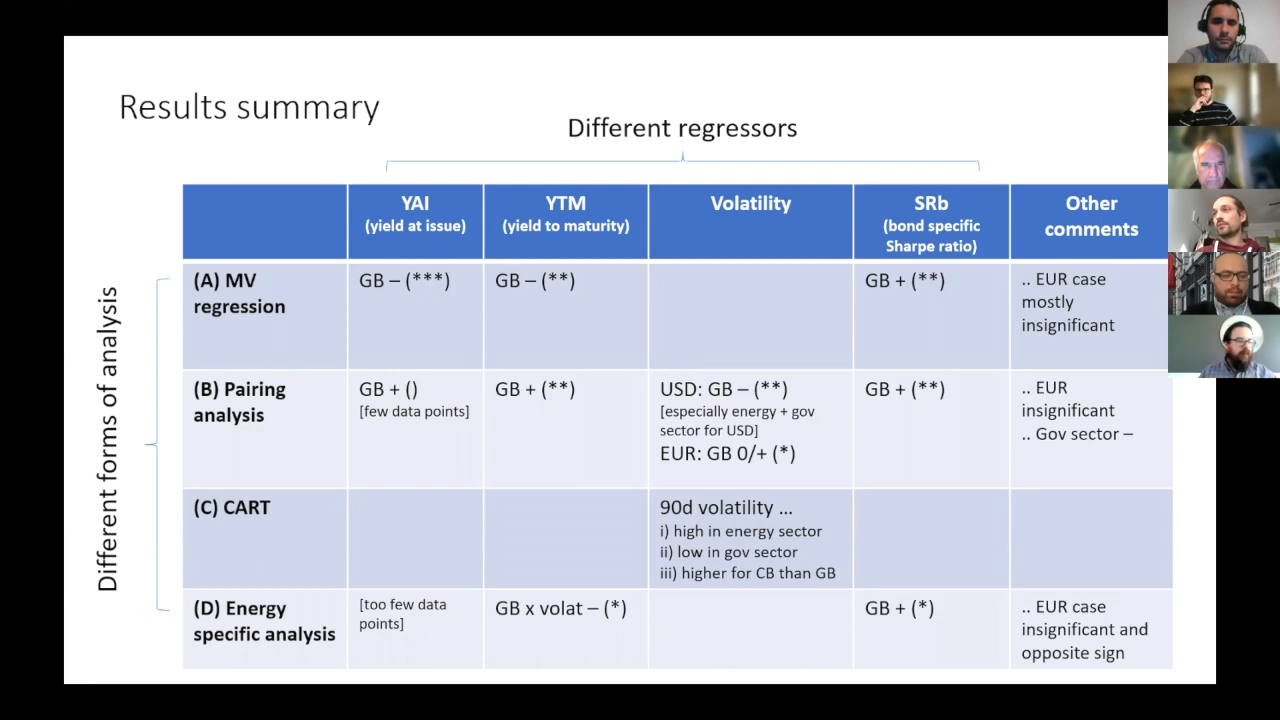 Results summary
Different regressors
Different forms of analysis
YAI
(yield at issue)
YTM
(yield to maturity)
Volatility
SRb
(bond specific
Sharpe ratio)
Other
comments
(A) MV
regression
GB – (***)
GB – (**)
GB + (**)
.. EUR case
mostly
insignificant
(B) Pairing
analysis
GB + ()
[few data points]
GB + (**)
USD: GB – (**)
[especially energy + gov
sector for USD]
EUR: GB 0/+ (*)
GB + (**)
.. EUR
insignificant
.. Gov sector –
(C) CART
90d volatility ...
i) high in energy sector
ii) low in gov sector
iii) higher for CB than GB
(D) Energy
specific analysis
[too few data
points]
GB x volat – (*)
GB + (*)
.. EUR case
insignificant and
opposite sign